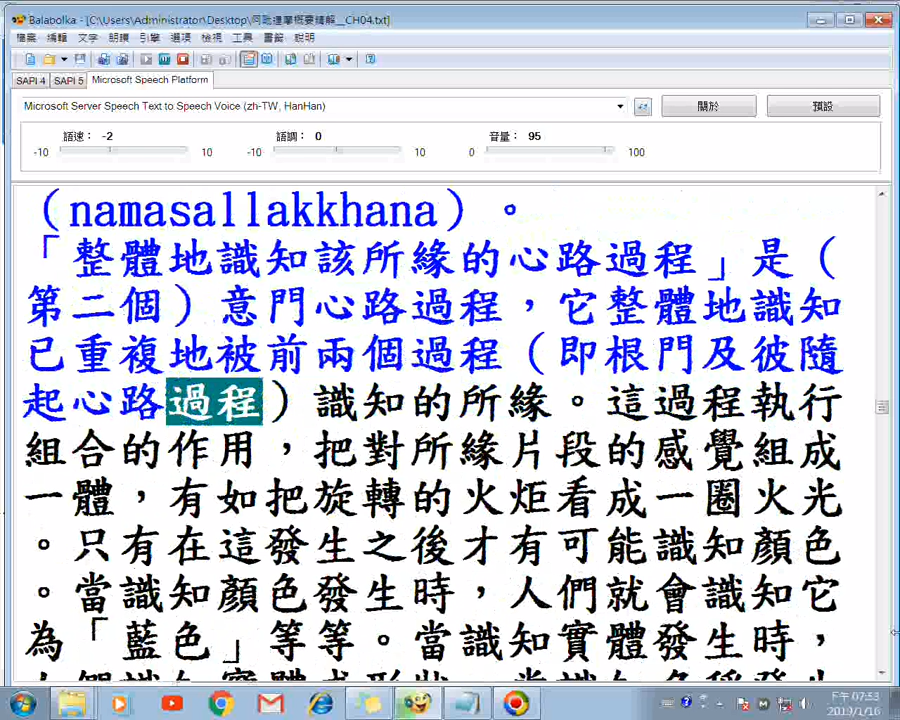 Balabolka - [C:\Users\Administrator\Desktop\阿毗達摩概要精解__CH04.txt]
檔案 編輯 文字 朗讀 引擎 選項 檢視 工具 書籤 說明
SAPI 4 SAPI 5 Microsoft Speech Platform
Microsoft Server Speech Text to Speech Voice (zh-TW, HanHan) 關於 預設
語速： -2 語調： 0 音量： 95
-10 10 -10 10 0 100
（namasallakkhana）。
「整體地識知該所緣的心路過程」是（
第二個）意門心路過程，它整體地識知
已重複地被前兩個過程（即根門及彼隨
起心路過程）識知的所緣。這過程執行
組合的作用，把對所緣片段的感覺組成
一體，有如把旋轉的火炬看成一圈火光
。只有在這發生之後才有可能識知顏色
。當識知顏色發生時，人們就會識知它
為「藍色」等等。當識知實體發生時，
下午 07:53
2019/1/16